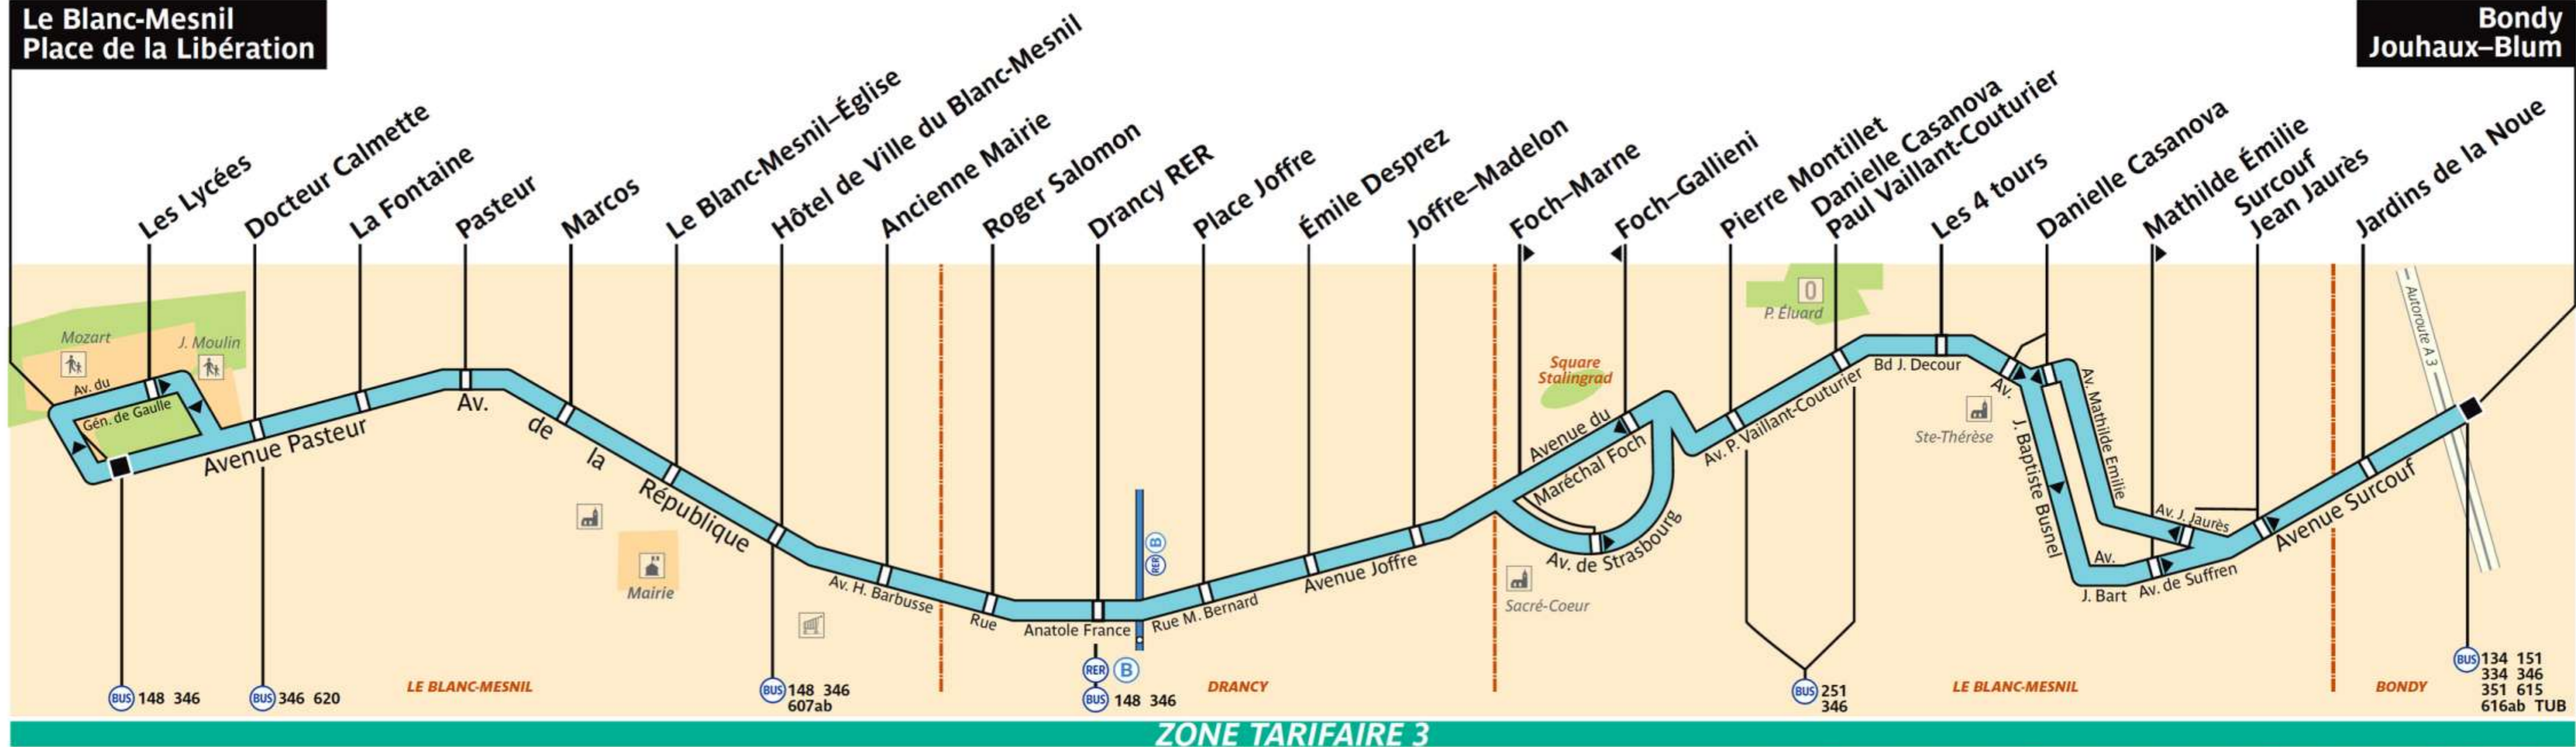 Le Blanc-Mesnil
Place de la Libération
Bondy
Jouhaux–Blum
Les Lycées
Docteur Calmette
La Fontaine
Pasteur
Marcos
Le Blanc-Mesnil–Église
Hôtel de Ville du Blanc-Mesnil
Ancienne Mairie
Roger Salomon
Drancy RER
Place Joffre
Émile Desprez
Joffre–Madelon
Foch–Marne
Foch–Gallieni
Pierre Montillet
Danielle Casanova
Paul Vaillant-Couturier
Les 4 tours
Danielle Casanova
Mathilde Émilie
Surcouf
Jean Jaurès
Jardins de la Noue
Mozart
J. Moulin
Av. du
Gén. de Gaulle
Avenue Pasteur
Av.
de
la
République
Mairie
Av. H. Barbusse
Rue
Anatole France
RER B
Rue M. Bernard
Avenue Joffre
Square
Stalingrad
Avenue du
Maréchal Foch
Av. de Strasbourg
Sacré-Coeur
P. Éluard
Av. P. Vaillant-Couturier
Bd J. Decour
Ste-Thérèse
Av.
J. Baptiste Busnel
Av. Mathilde Emilie
Av. J. Jaurès
Av.
J. Bart
Av. de Suffren
Avenue Surcouf
Autoroute A 3
BUS 148 346
BUS 346 620
LE BLANC-MESNIL
BUS 148 346
607ab
RER B
BUS 148 346
DRANCY
BUS 251
346
LE BLANC-MESNIL
BONDY
BUS 134 151
334 346
351 615
616ab TUB
ZONE TARIFAIRE 3